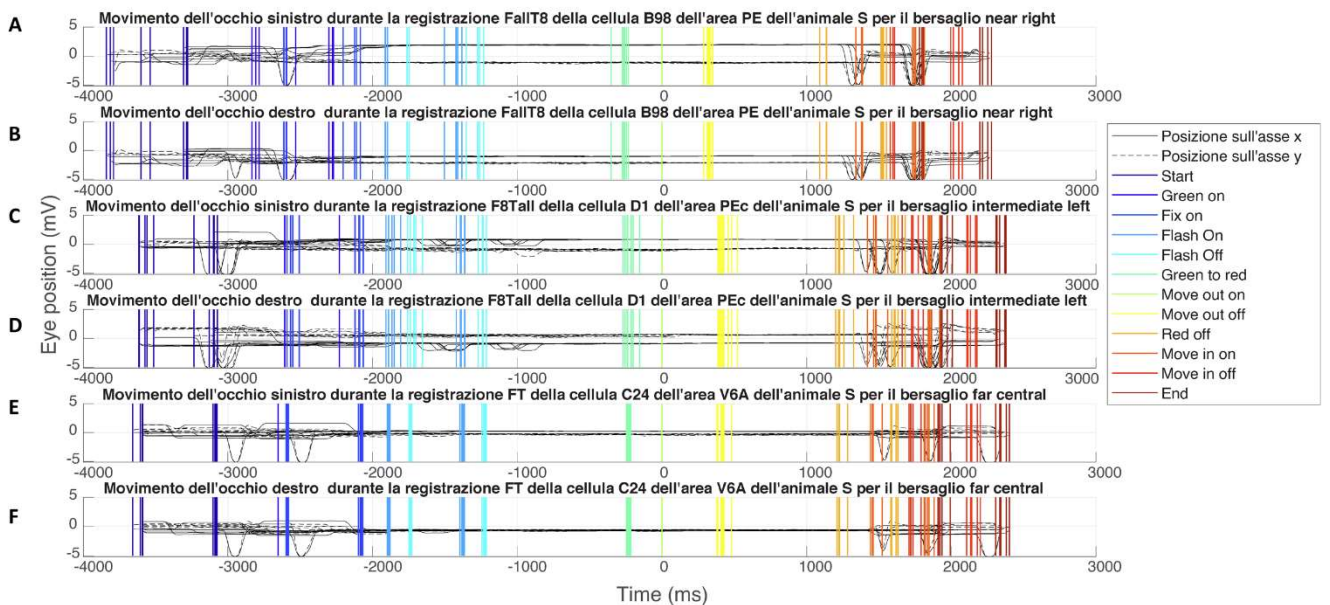 A
Movimento dell'occhio sinistro durante la registrazione FallT8 della cellula B98 dell'area PE dell'animale S per il bersaglio near right
5
0
-5
-4000 -3000 -2000 -1000 0 1000 2000 3000
B
Movimento dell'occhio destro durante la registrazione FallT8 della cellula B98 dell'area PE dell'animale S per il bersaglio near right
5
0
-5
-4000 -3000 -2000 -1000 0 1000 2000 3000
C
Movimento dell'occhio sinistro durante la registrazione F8Tall della cellula D1 dell'area PEc dell'animale S per il bersaglio intermediate left
5
0
-5
-4000 -3000 -2000 -1000 0 1000 2000 3000
D
Movimento dell'occhio destro durante la registrazione F8Tall della cellula D1 dell'area PEc dell'animale S per il bersaglio intermediate left
5
0
-5
-4000 -3000 -2000 -1000 0 1000 2000 3000
E
Movimento dell'occhio sinistro durante la registrazione FT della cellula C24 dell'area V6A dell'animale S per il bersaglio far central
5
0
-5
-4000 -3000 -2000 -1000 0 1000 2000 3000
F
Movimento dell'occhio destro durante la registrazione FT della cellula C24 dell'area V6A dell'animale S per il bersaglio far central
5
0
-5
-4000 -3000 -2000 -1000 0 1000 2000 3000
Eye position (mV)
Time (ms)
Posizione sull'asse x
Posizione sull'asse y
Start
Green on
Fix on
Flash On
Flash Off
Green to red
Move out on
Move out off
Red off
Move in on
Move in off
End